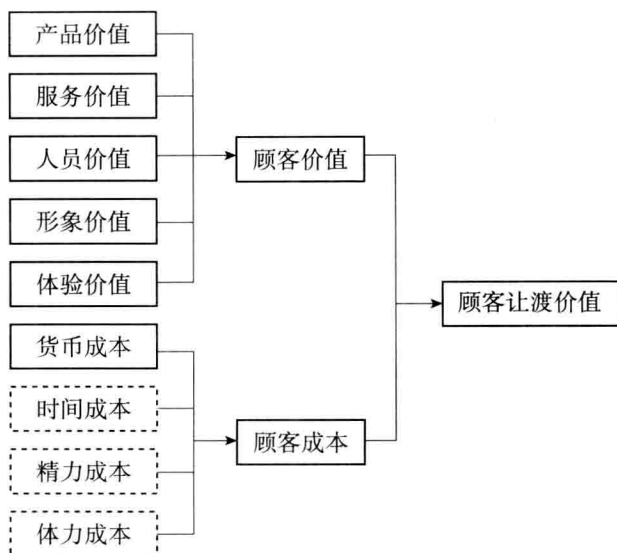 产品价值
服务价值
人员价值
形象价值
体验价值
顾客价值
货币成本
时间成本
精力成本
体力成本
顾客成本
顾客让渡价值